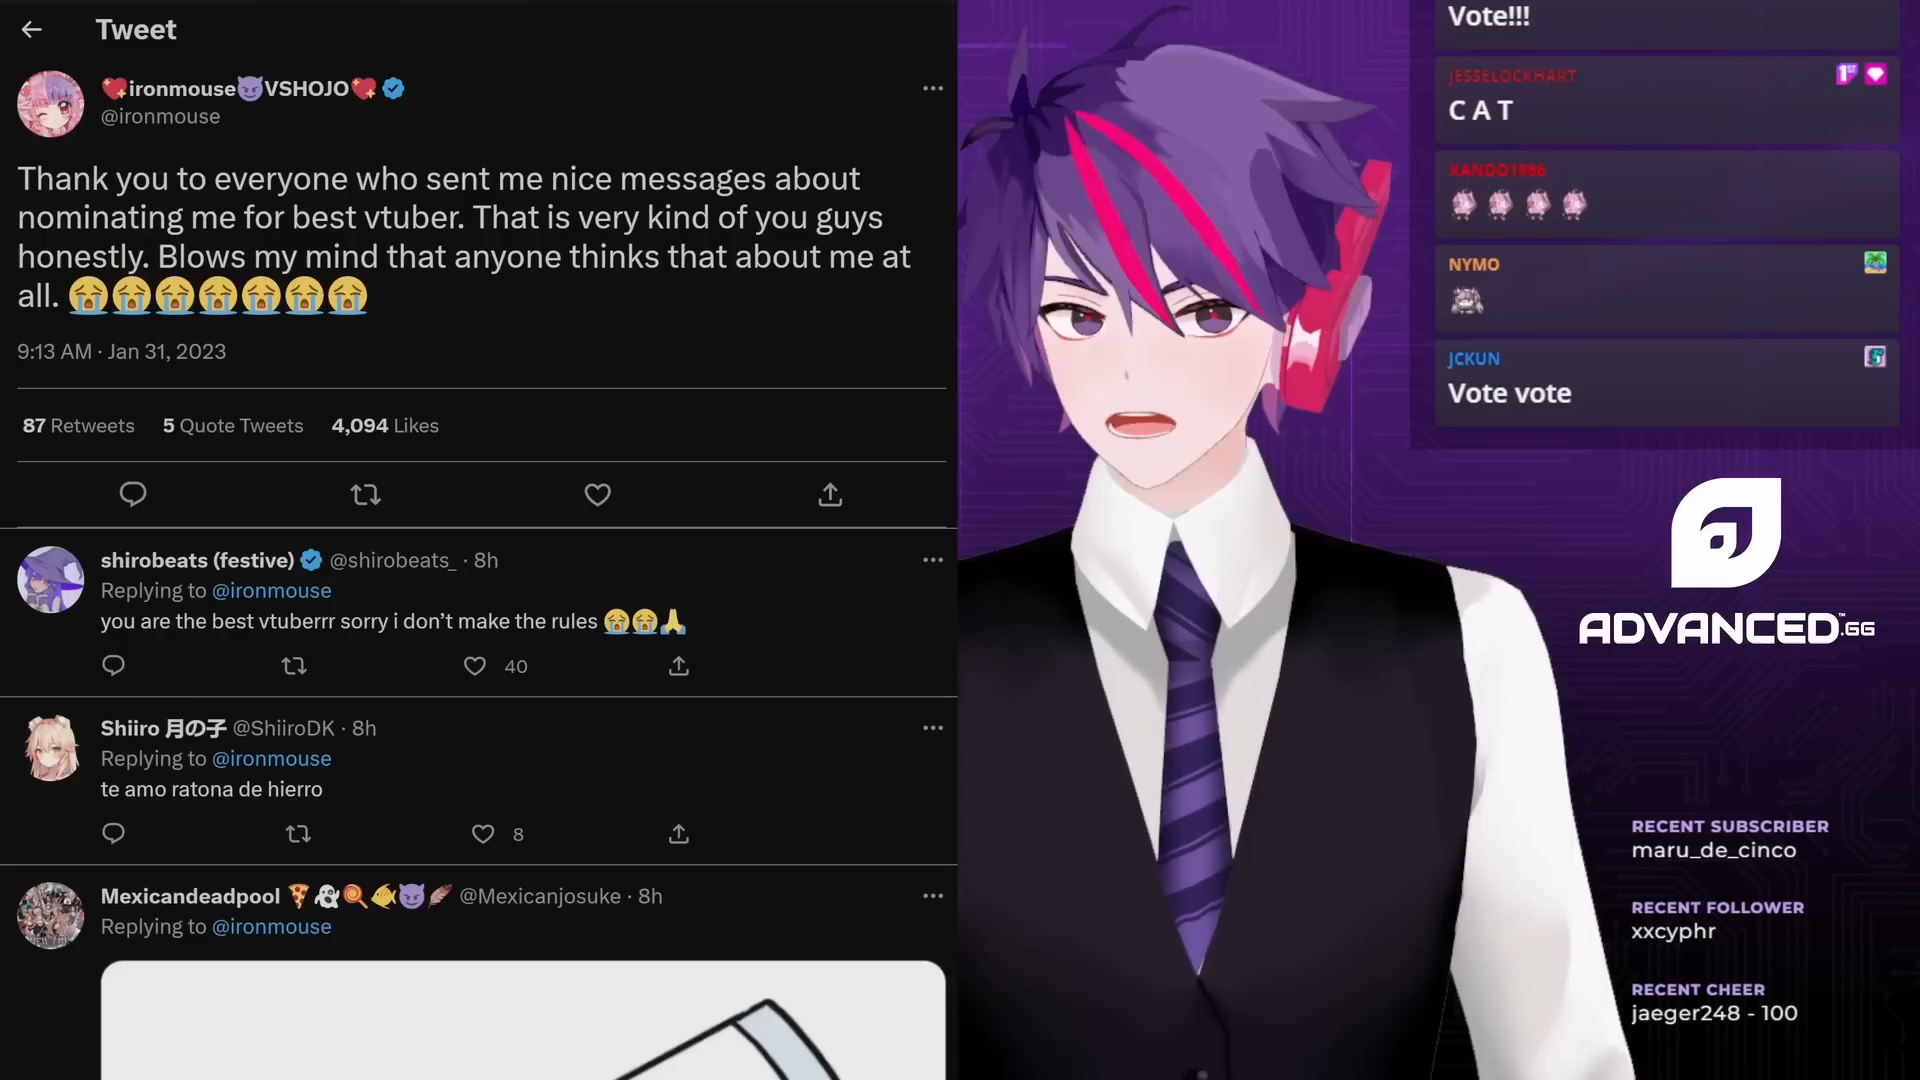 Tweet
ironmouse VSHOJO
@ironmouse
Thank you to everyone who sent me nice messages about
nominating me for best vtuber. That is very kind of you guys
honestly. Blows my mind that anyone thinks that about me at
all. 😭😭😭😭😭😭😭
9:13 AM · Jan 31, 2023
87 Retweets 5 Quote Tweets 4,094 Likes
shirobeats (festive) @shirobeats_ · 8h
Replying to @ironmouse
you are the best vtuberrr sorry i don’t make the rules 😭😭🙏
40
Shiiro 月の子 @ShiiroDK · 8h
Replying to @ironmouse
te amo ratona de hierro
8
Mexicandeadpool 🍕👻🍭🐠😈🪶 @Mexicanjosuke · 8h
Replying to @ironmouse
Vote!!!
JESSELOCKHART
1ST
C A T
XANDO1986
NYMO
JCKUN
Vote vote
ADVANCED.GG
™
RECENT SUBSCRIBER
maru_de_cinco
RECENT FOLLOWER
xxcyphr
RECENT CHEER
jaeger248 - 100